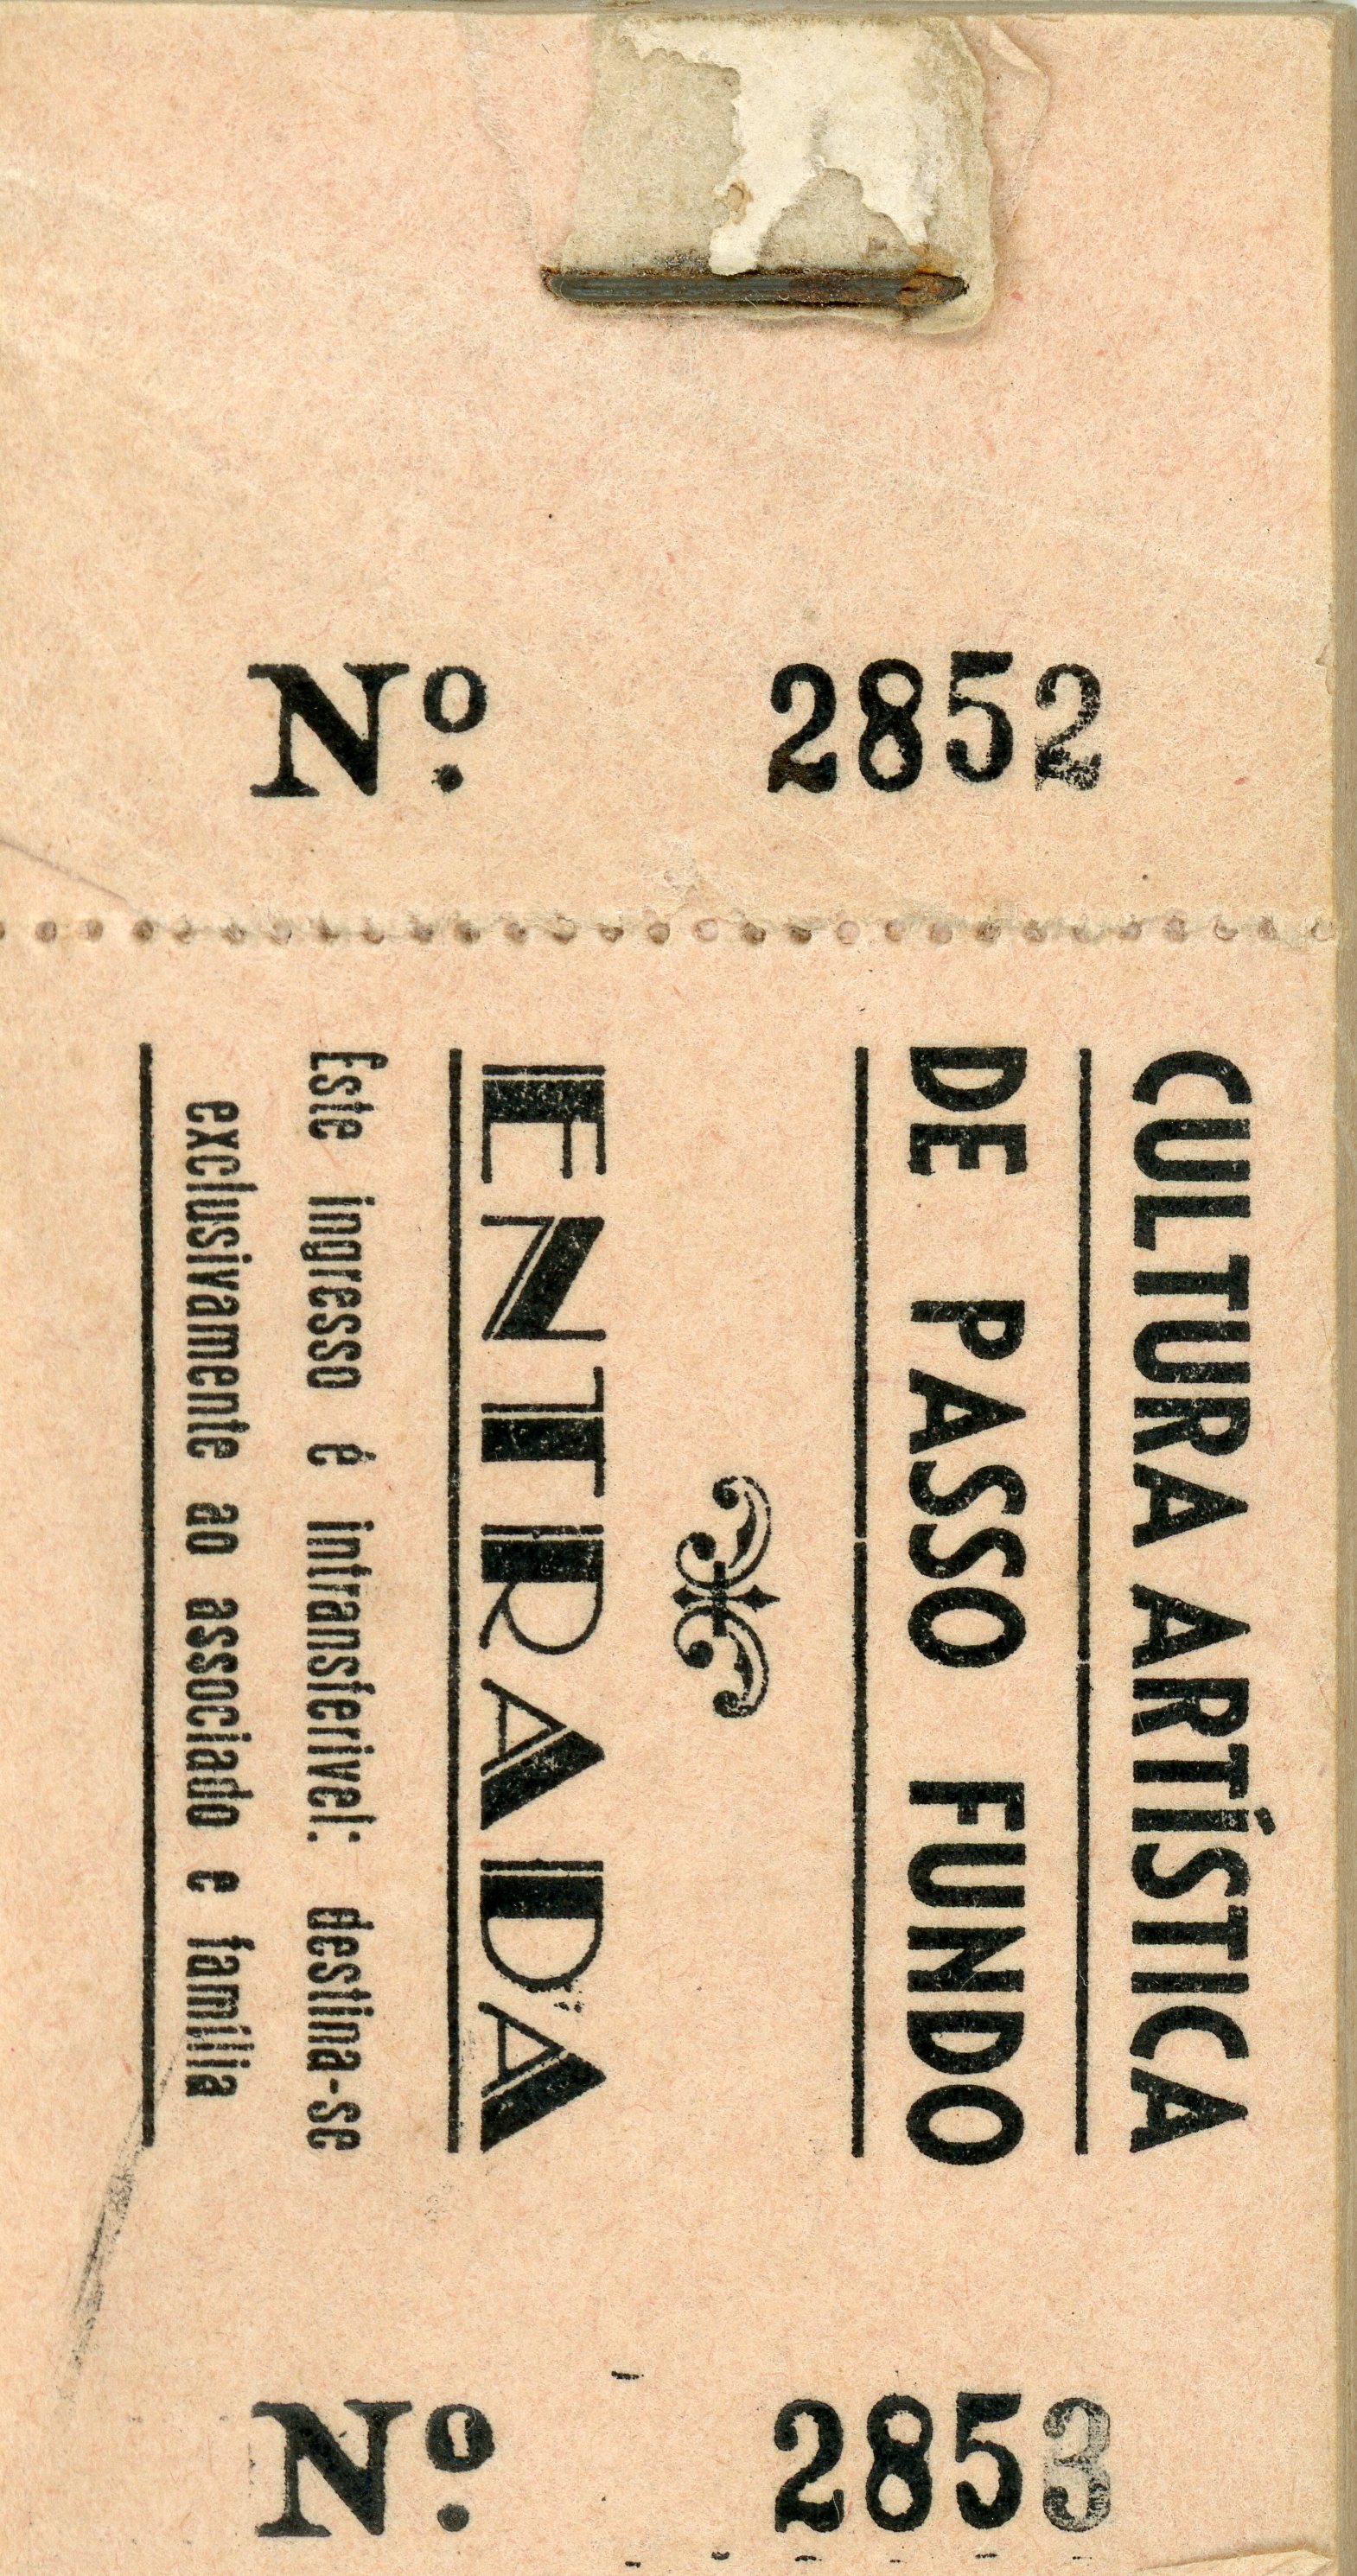 Nº. 2852
CULTURA ARTÍSTICA
DE PASSO FUNDO
ENTRADA
Este ingresso é intransferivel: destina-se
exclusivamente ao associado e familia
Nº. 2853